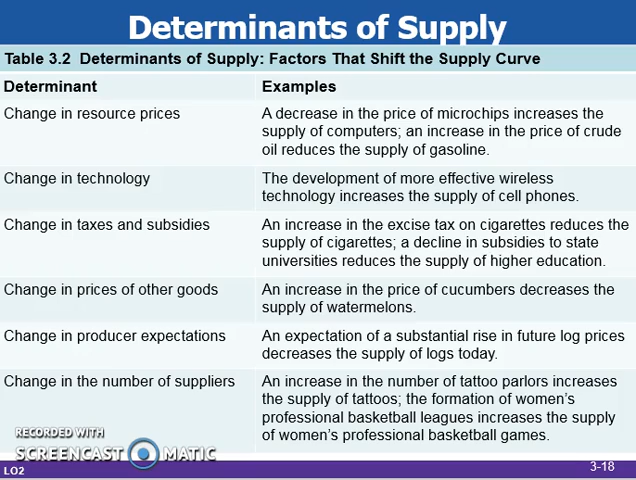 Determinants of Supply
Table 3.2 Determinants of Supply: Factors That Shift the Supply Curve
Determinant Examples
Change in resource prices
A decrease in the price of microchips increases the
supply of computers; an increase in the price of crude
oil reduces the supply of gasoline.
Change in technology
The development of more effective wireless
technology increases the supply of cell phones.
Change in taxes and subsidies
An increase in the excise tax on cigarettes reduces the
supply of cigarettes; a decline in subsidies to state
universities reduces the supply of higher education.
Change in prices of other goods
An increase in the price of cucumbers decreases the
supply of watermelons.
Change in producer expectations
An expectation of a substantial rise in future log prices
decreases the supply of logs today.
Change in the number of suppliers
An increase in the number of tattoo parlors increases
the supply of tattoos; the formation of women’s
professional basketball leagues increases the supply
of women’s professional basketball games.
RECORDED WITH
SCREENCAST MATIC
LO2
3-18